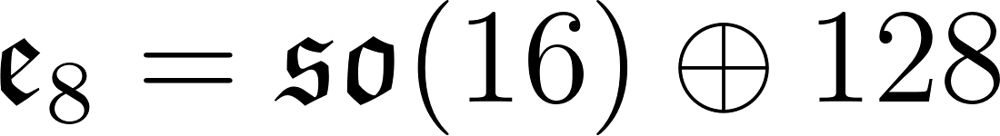 𝔢₈ = 𝔰𝔬(16) ⊕ 128